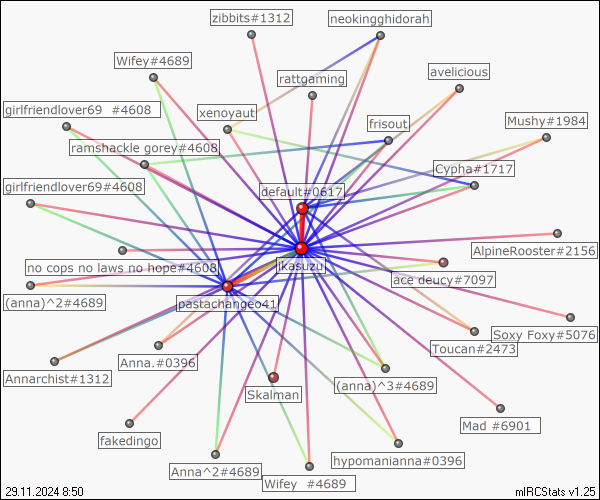 zibbits#1312
neokingghidorah
Wifey#4689
rattgaming
avelicious
girlfriendlover69  #4608
xenoyaut
frisout
Mushy#1984
ramshackle gorey#4608
Cypha#1717
girlfriendlover69#4608
default#0617
AlpineRooster#2156
no cops no laws no hope#4608
jkasuzu
ace deucy#7097
(anna)^2#4689
pastachangeo41
Soxy Foxy#5076
Toucan#2473
Anna.#0396
Annarchist#1312
(anna)^3#4689
Skalman
Mad #6901
fakedingo
hypomanianna#0396
Anna^2#4689
Wifey  #4689
29.11.2024 8:50
mIRCStats v1.25